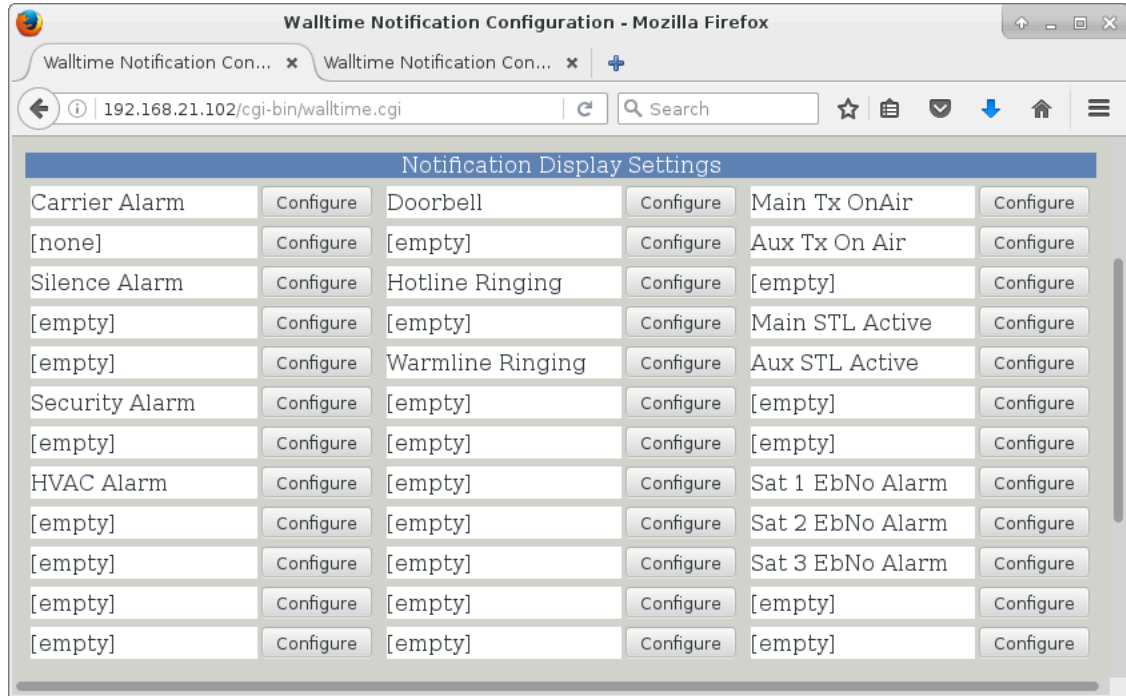 Walltime Notification Configuration - Mozilla Firefox
Walltime Notification Con... Walltime Notification Con...
192.168.21.102/cgi-bin/walltime.cgi Search
Notification Display Settings
Carrier Alarm Configure Doorbell Configure Main Tx OnAir Configure
[none] Configure [empty] Configure Aux Tx On Air Configure
Silence Alarm Configure Hotline Ringing Configure [empty] Configure
[empty] Configure [empty] Configure Main STL Active Configure
[empty] Configure Warmline Ringing Configure Aux STL Active Configure
Security Alarm Configure [empty] Configure [empty] Configure
[empty] Configure [empty] Configure [empty] Configure
HVAC Alarm Configure [empty] Configure Sat 1 EbNo Alarm Configure
[empty] Configure [empty] Configure Sat 2 EbNo Alarm Configure
[empty] Configure [empty] Configure Sat 3 EbNo Alarm Configure
[empty] Configure [empty] Configure [empty] Configure
[empty] Configure [empty] Configure [empty] Configure